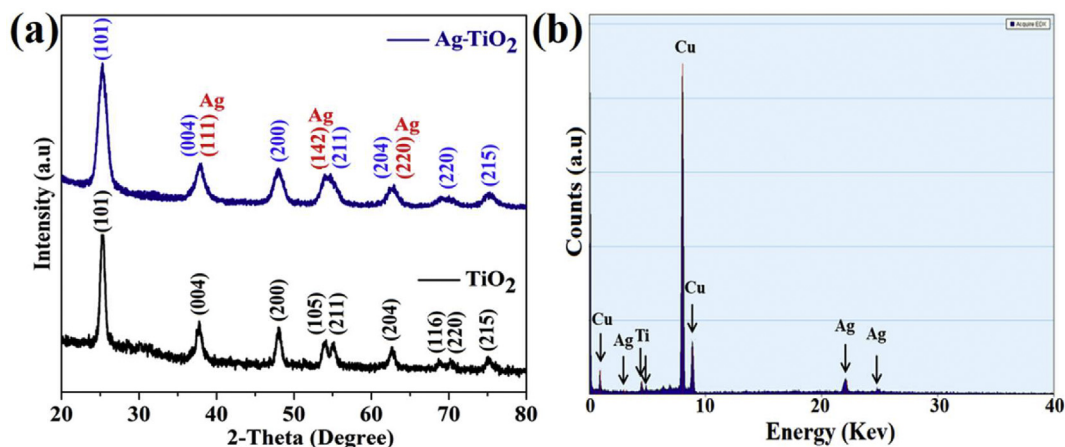 (a)
Ag-TiO2
(101)
(004)
(111) Ag
(200)
(142) Ag
(211)
(204)
(220) Ag
(220)
(215)
TiO2
(101)
(004)
(200)
(105)
(211)
(204)
(116)
(220)
(215)
Intensity (a.u)
20 30 40 50 60 70 80
2-Theta (Degree)
(b)
Acquire EDX
Cu
Cu
Cu
Ag
Ti
Ag
Ag
Counts (a.u)
0 10 20 30 40
Energy (Kev)